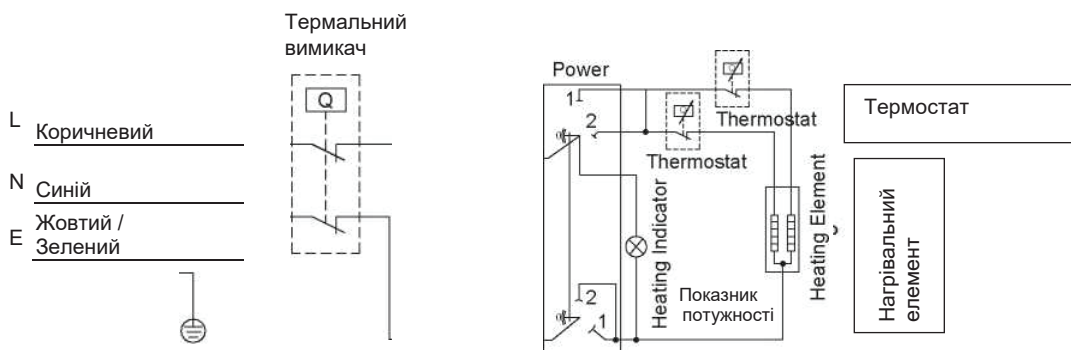 Термальний
вимикач
Q
L
Коричневий
N
Синій
E
Жовтий /
Зелений
Power
1
2
Thermostat
Thermostat
Heating Indicator
Heating Element
2
1
Показник
потужності
Термостат
Нагрівальний
елемент